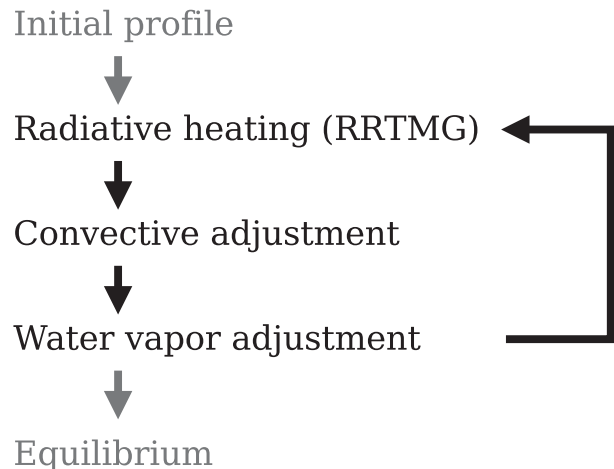 Initial profile
Radiative heating (RRTMG)
Convective adjustment
Water vapor adjustment
Equilibrium